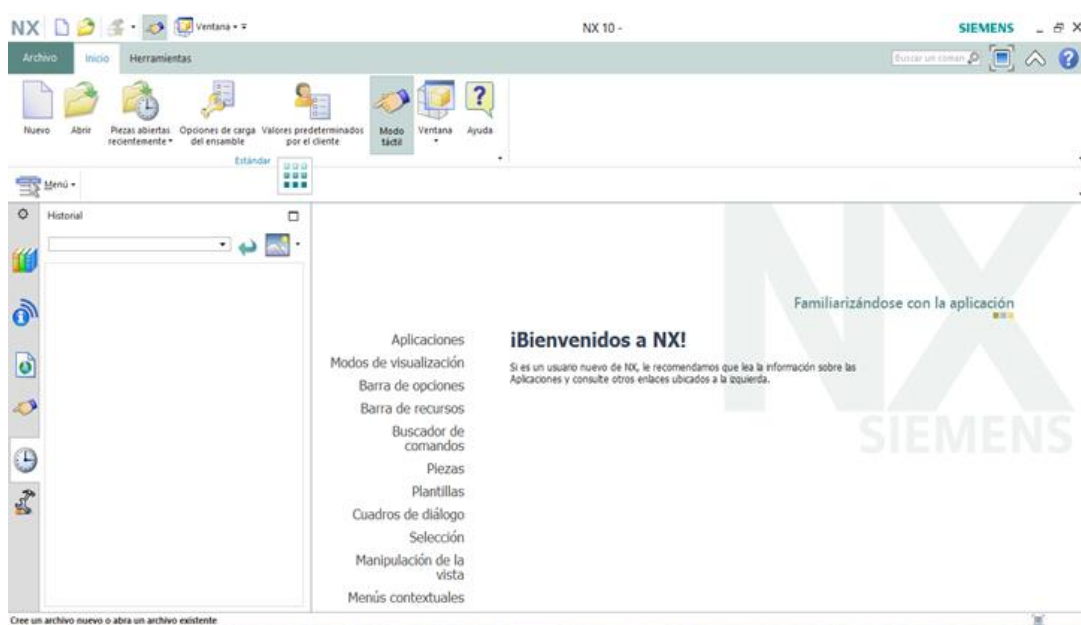 NX Ventana NX 10 - SIEMENS
Archivo Inicio Herramientas Buscar un coman
Nuevo Abrir Piezas abiertas recientemente Opciones de carga del ensamble Valores predeterminados por el cliente Modo táctil Ventana Ayuda
Estándar
Menú
Historial
Familiarizándose con la aplicación
¡Bienvenidos a NX!
Si es un usuario nuevo de NX, le recomendamos que lea la información sobre las
Aplicaciones y consulte otros enlaces ubicados a la izquierda.
Aplicaciones
Modos de visualización
Barra de opciones
Barra de recursos
Buscador de
comandos
Piezas
Plantillas
Cuadros de diálogo
Selección
Manipulación de la
vista
Menús contextuales
NX
SIEMENS
Cree un archivo nuevo o abra un archivo existente